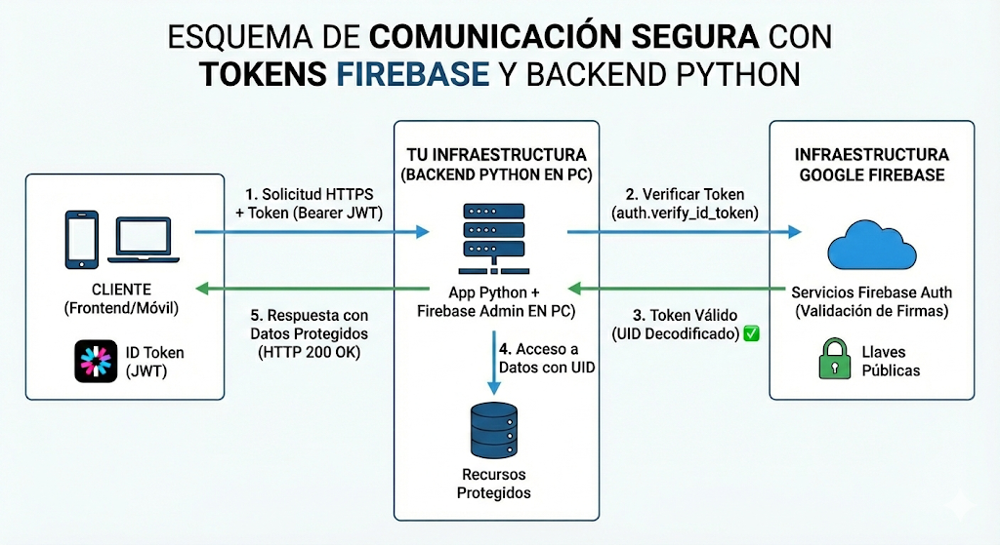 ESQUEMA DE COMUNICACIÓN SEGURA CON
TOKENS FIREBASE Y BACKEND PYTHON
CLIENTE
(Frontend/Móvil)
ID Token
(JWT)
1. Solicitud HTTPS
+ Token (Bearer JWT)
5. Respuesta con
Datos Protegidos
(HTTP 200 OK)
TU INFRAESTRUCTURA
(BACKEND PYTHON EN PC)
App Python +
Firebase Admin EN PC)
4. Acceso a
Datos con UID
Recursos
Protegidos
2. Verificar Token
(auth.verify_id_token)
3. Token Válido
(UID Decodificado) ✅
INFRAESTRUCTURA
GOOGLE FIREBASE
Servicios Firebase Auth
(Validación de Firmas)
Llaves
Públicas